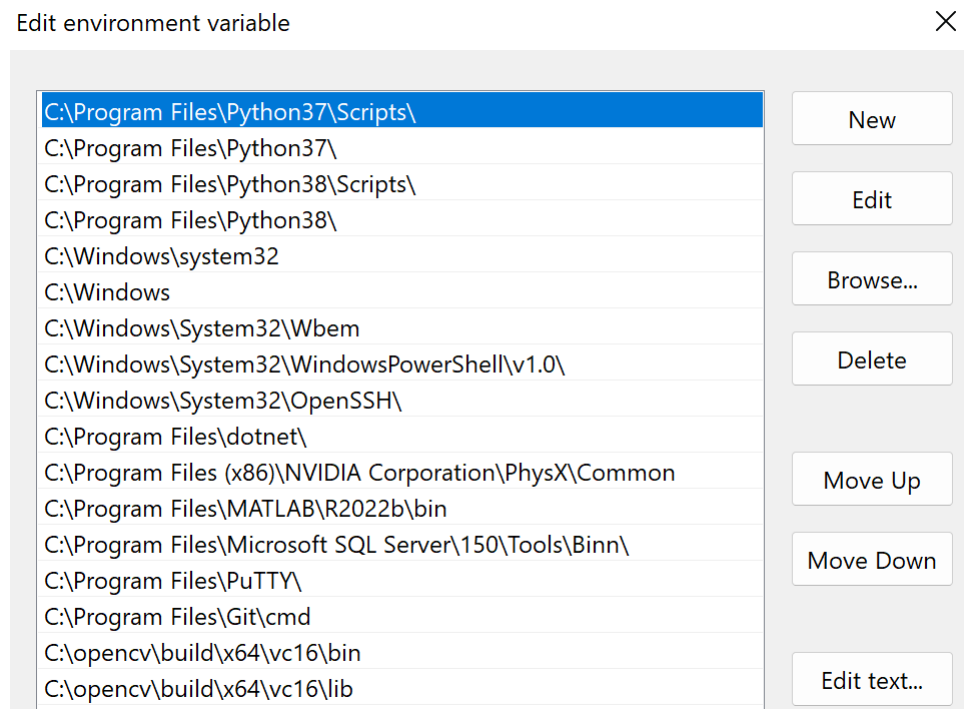 Edit environment variable
C:\Program Files\Python37\Scripts\
New
C:\Program Files\Python37\
C:\Program Files\Python38\Scripts\
Edit
C:\Program Files\Python38\
C:\Windows\system32
C:\Windows
Browse...
C:\Windows\System32\Wbem
C:\Windows\System32\WindowsPowerShell\v1.0\
Delete
C:\Windows\System32\OpenSSH\
C:\Program Files\dotnet\
C:\Program Files (x86)\NVIDIA Corporation\PhysX\Common
Move Up
C:\Program Files\MATLAB\R2022b\bin
C:\Program Files\Microsoft SQL Server\150\Tools\Binn\
Move Down
C:\Program Files\PuTTY\
C:\Program Files\Git\cmd
C:\opencv\build\x64\vc16\bin
C:\opencv\build\x64\vc16\lib
Edit text...